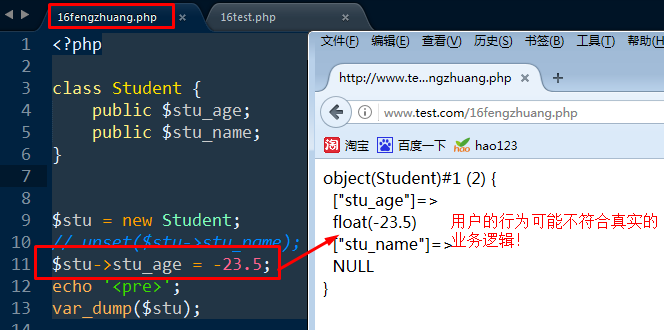 16fengzhuang.php × 16test.php ×
1 <?php
2
3 class Student {
4 public $stu_age;
5 public $stu_name;
6 }
7
8
9 $stu = new Student;
10 // unset($stu->stu_name);
11 $stu->stu_age = -23.5;
12 echo '<pre>';
13 var_dump($stu);
文件(F) 编辑(E) 查看(V) 历史(S) 书签(B) 工具(T) 帮助(H)
http://www.te...ngzhuang.php ×
www.test.com/16fengzhuang.php
淘宝 百度一下 hao123
object(Student)#1 (2) {
["stu_age"]=>
float(-23.5)
["stu_name"]=>
NULL
}
用户的行为可能不符合真实的
业务逻辑！